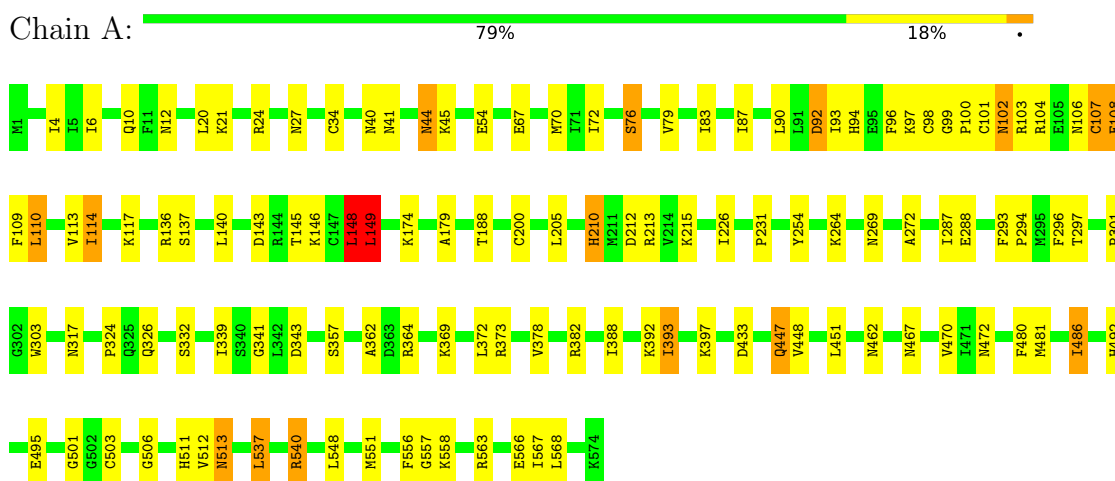 Chain A:
79% 18% •
M1 I4 I5 I6 Q10 F11 N12 L20 K21 R24 N27 C34 N40 N41 N44 K45 E54 E67 M70 I71 I72 S76 V79 I83 I87 L90 L91 D92 I93 H94 E95 F96 K97 C98 G99 P100 C101 N102 R103 R104 E105 N106 C107
F109 L110 V113 I114 K117 R136 S137 L140 D143 R144 T145 K146 C147 L148 L149 K174 A179 T188 C200 L205 H210 M211 D212 R213 V214 K215 I226 P231 Y254 K264 N269 A272 I287 E288 F293 P294 M295 F296 T297
G302 W303 N317 P324 Q325 Q326 S332 I339 S340 G341 L342 D343 S357 A362 D363 R364 K369 L372 R373 V378 R382 I388 K392 I393 K397 D433 Q447 V448 L451 N462 N467 V470 I471 N472 F480 M481 I486
E495 G501 G502 C503 G506 H511 V512 N513 L537 R540 L548 M551 F556 G557 K558 R563 E566 I567 L568 K574